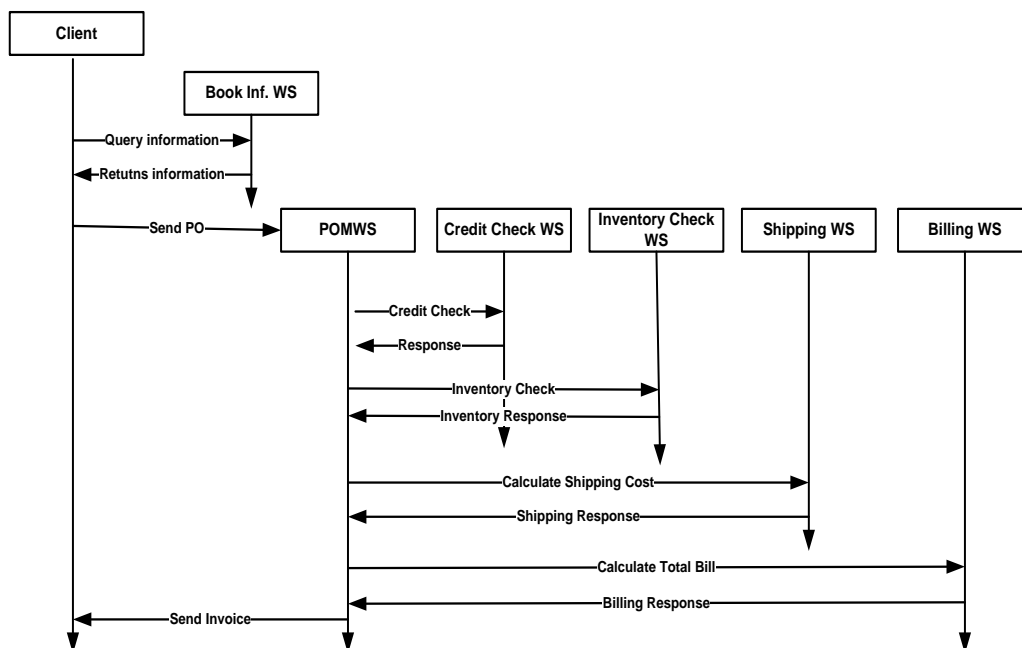 Client
Book Inf. WS
Query information
Retutns information
Send PO
POMWS
Credit Check WS
Inventory Check
WS
Shipping WS
Billing WS
Credit Check
Response
Inventory Check
Inventory Response
Calculate Shipping Cost
Shipping Response
Calculate Total Bill
Billing Response
Send Invoice